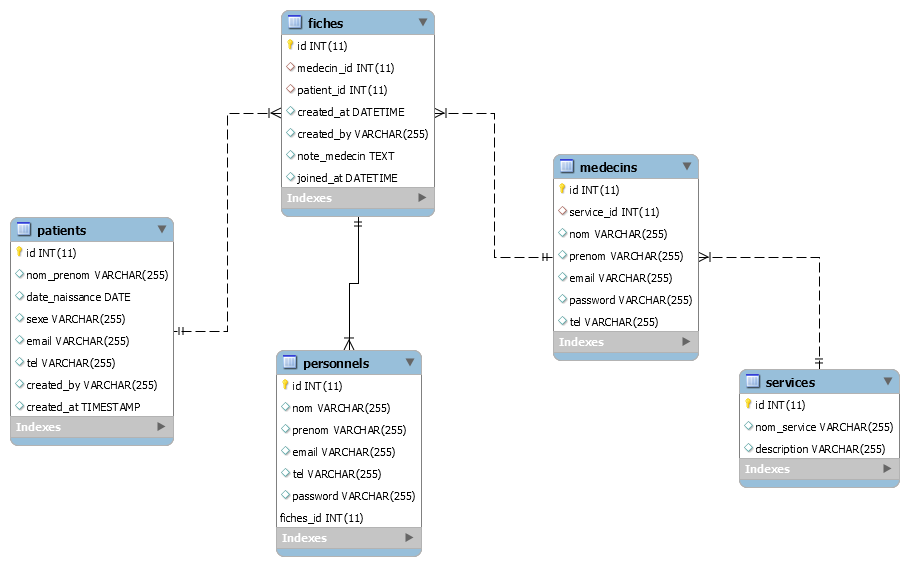 fiches
id INT(11)
medecin_id INT(11)
patient_id INT(11)
created_at DATETIME
created_by VARCHAR(255)
note_medecin TEXT
joined_at DATETIME
Indexes
medecins
id INT(11)
service_id INT(11)
nom VARCHAR(255)
prenom VARCHAR(255)
email VARCHAR(255)
password VARCHAR(255)
tel VARCHAR(255)
Indexes
patients
id INT(11)
nom_prenom VARCHAR(255)
date_naissance DATE
sexe VARCHAR(255)
email VARCHAR(255)
tel VARCHAR(255)
created_by VARCHAR(255)
created_at TIMESTAMP
Indexes
personnels
id INT(11)
nom VARCHAR(255)
prenom VARCHAR(255)
email VARCHAR(255)
tel VARCHAR(255)
password VARCHAR(255)
fiches_id INT(11)
Indexes
services
id INT(11)
nom_service VARCHAR(255)
description VARCHAR(255)
Indexes